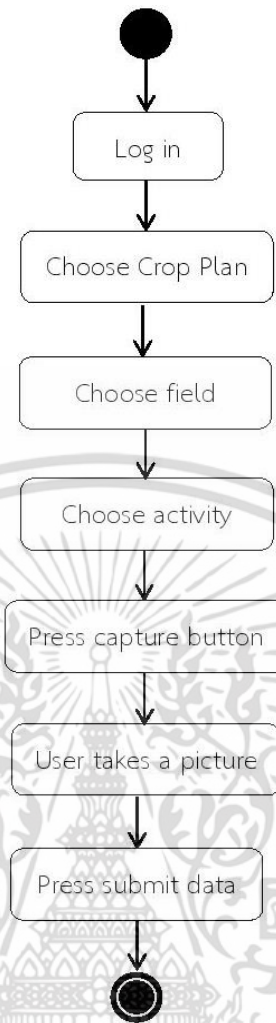 Log in
Choose Crop Plan
Choose field
Choose activity
Press capture button
User takes a picture
Press submit data